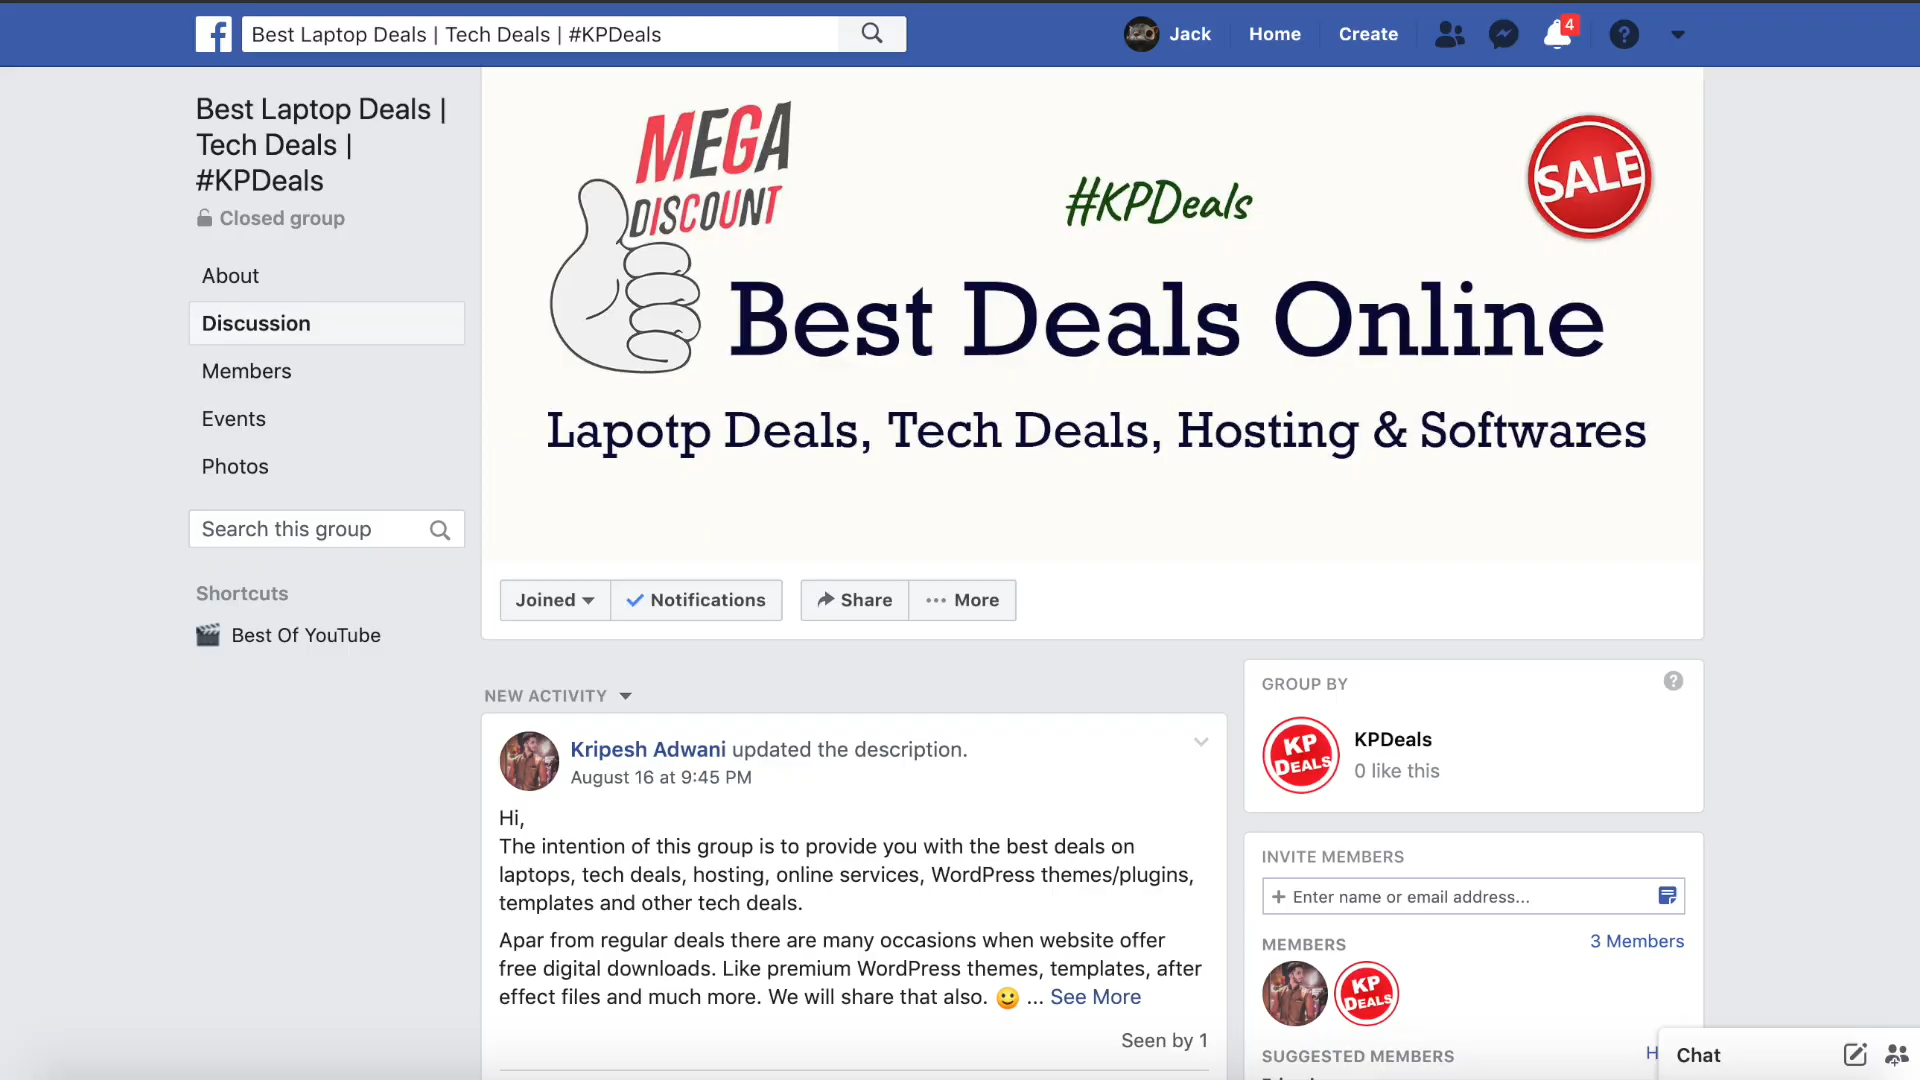 Best Laptop Deals | Tech Deals | #KPDeals
Jack
Home
Create
4
Best Laptop Deals |
Tech Deals |
#KPDeals
Closed group
About
Discussion
Members
Events
Photos
Search this group
Shortcuts
Best Of YouTube
MEGA
DISCOUNT
#KPDeals
SALE
Best Deals Online
Lapotp Deals, Tech Deals, Hosting & Softwares
Joined
Notifications
Share
More
NEW ACTIVITY
Kripesh Adwani updated the description.
August 16 at 9:45 PM
Hi,
The intention of this group is to provide you with the best deals on
laptops, tech deals, hosting, online services, WordPress themes/plugins,
templates and other tech deals.
Apar from regular deals there are many occasions when website offer
free digital downloads. Like premium WordPress themes, templates, after
effect files and much more. We will share that also. 🙂 ... See More
Seen by 1
GROUP BY
KP
DEALS
KPDeals
0 like this
INVITE MEMBERS
+ Enter name or email address...
MEMBERS
3 Members
KP
DEALS
SUGGESTED MEMBERS
Chat